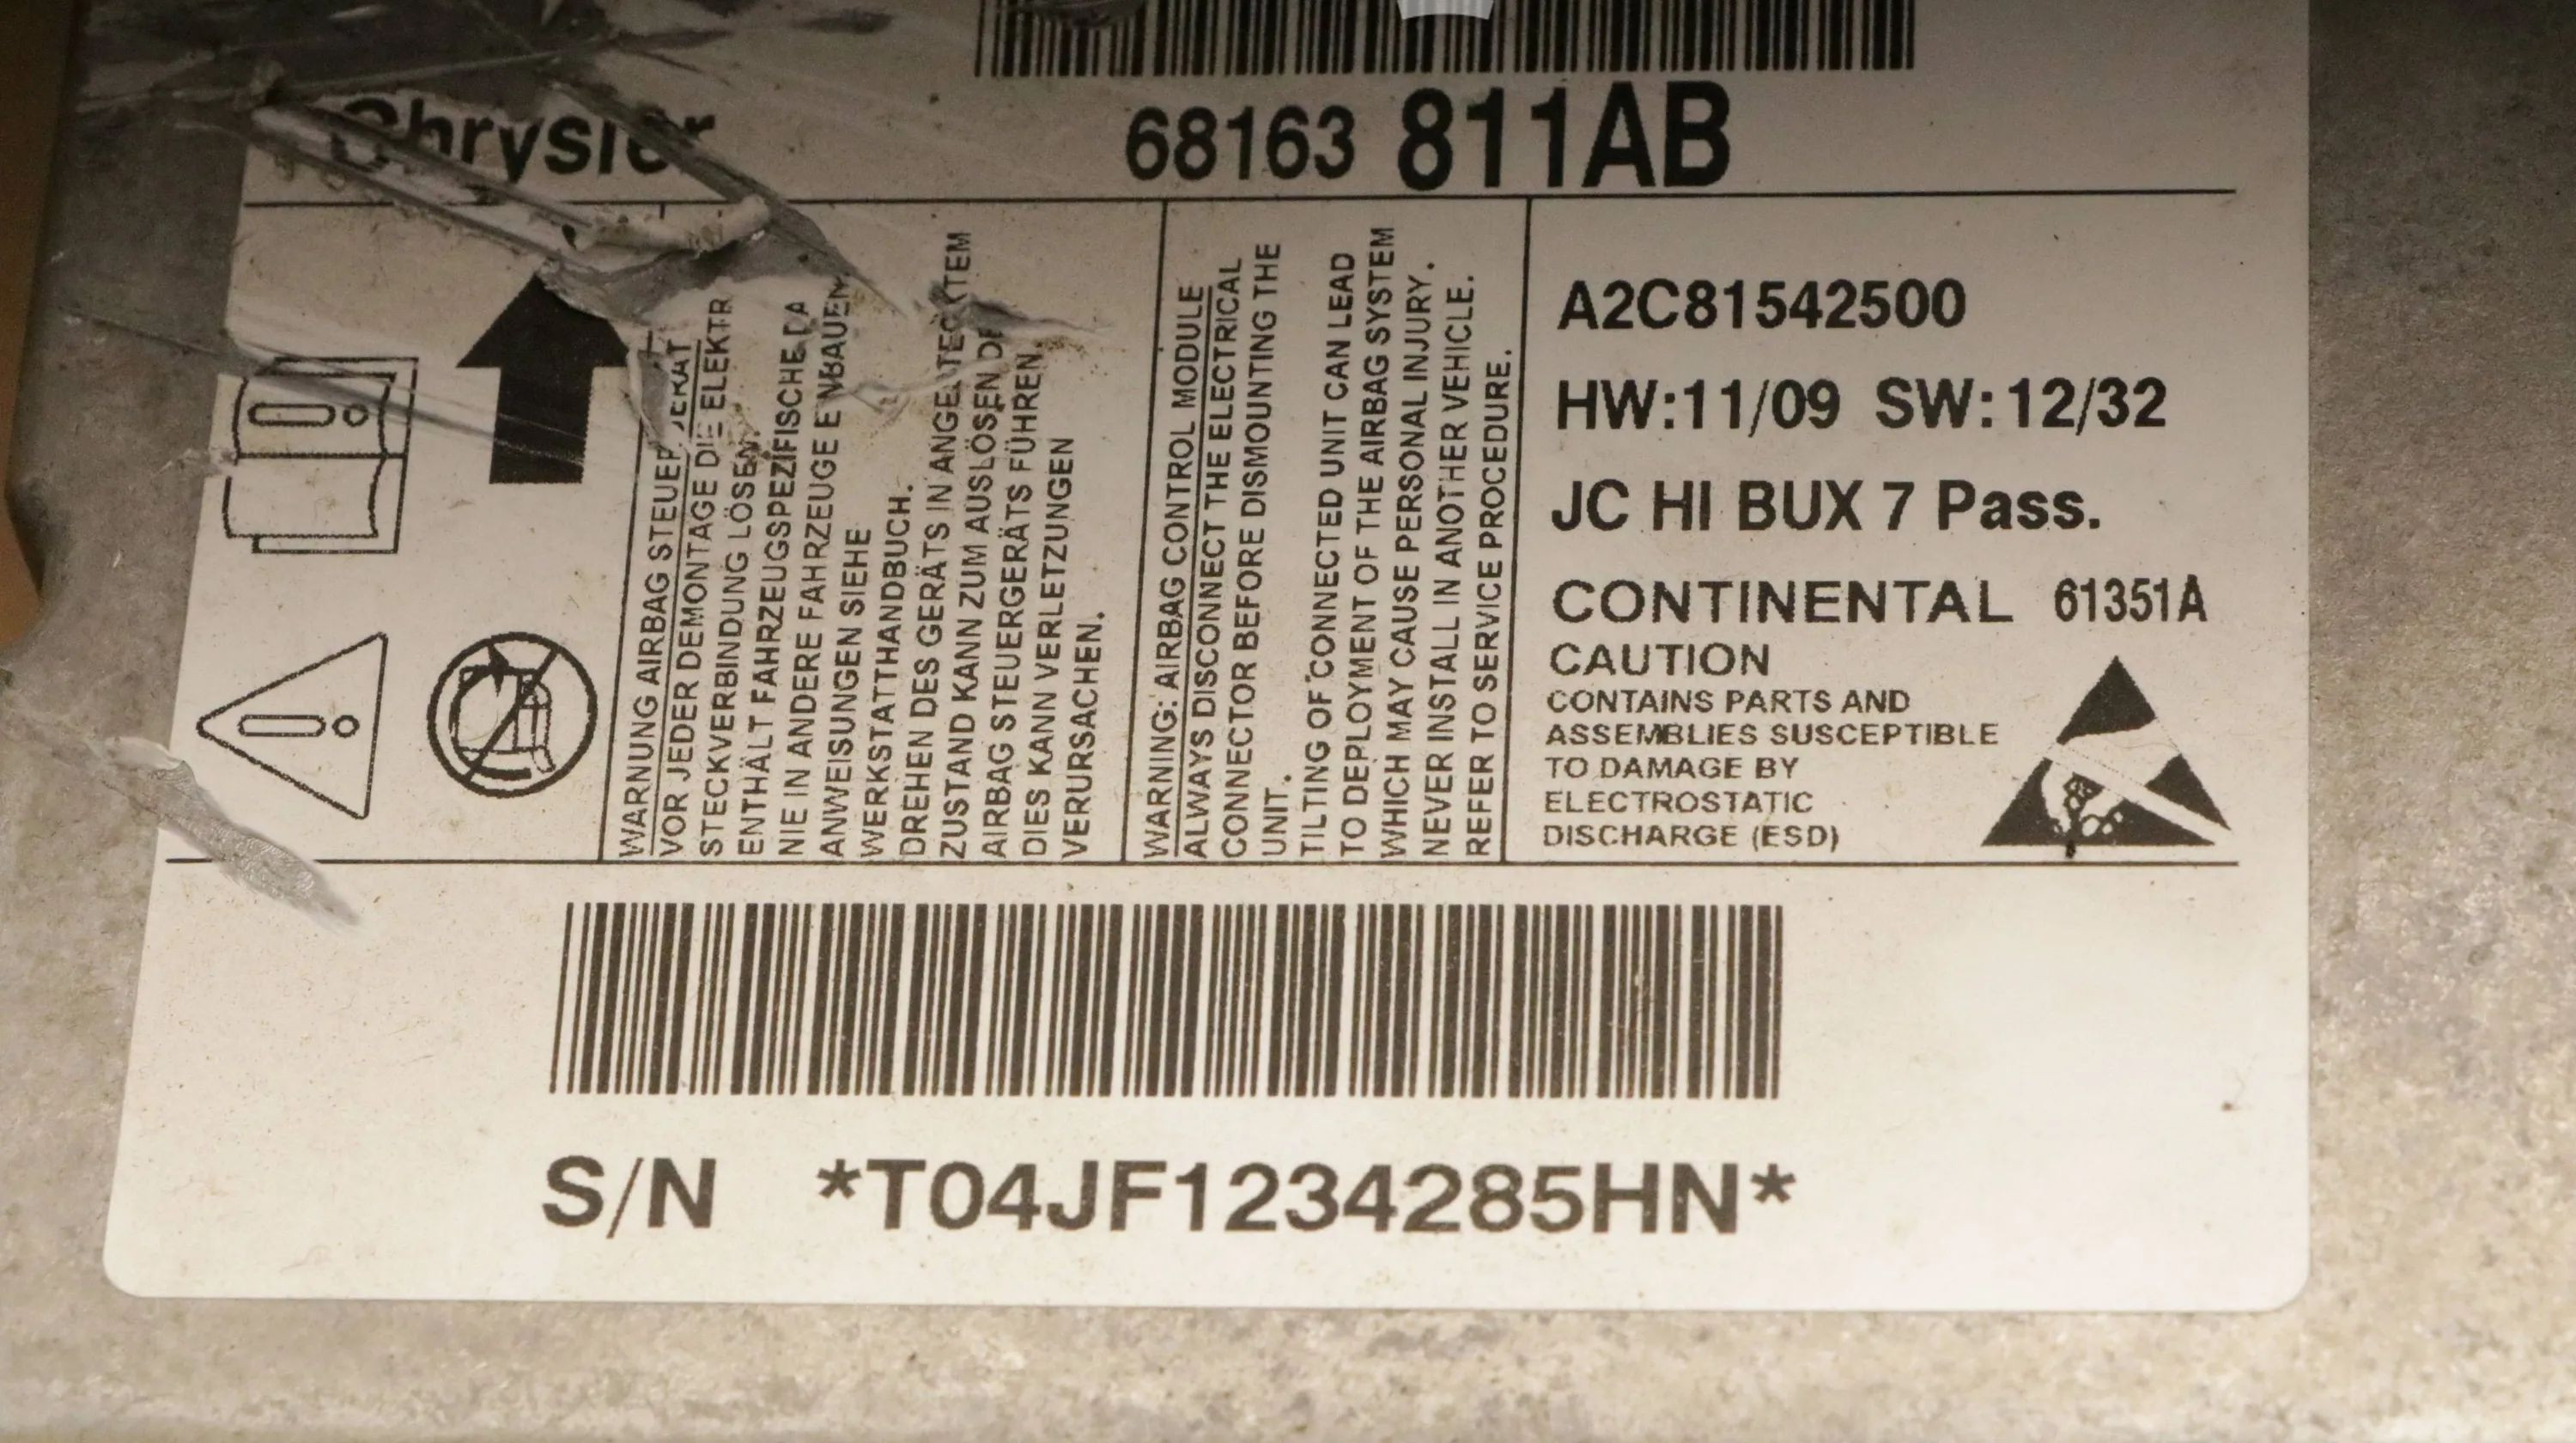 Chrysler 68163 811AB
WARNUNG AIRBAG STEUER
VOR JEDER DEMONTAGE DIE ELEKTR
STECKVERBINDUNG LÖSEN.
ENTHÄLT FAHRZEUGSPEZIFISCHE DA
NIE IN ANDERE FAHRZEUGE EINBAUEN
ANWEISUNGEN SIEHE
WERKSTATTHANDBUCH.
DREHEN DES GERÄTS IN ANGESTECKTEM
ZUSTAND KANN ZUM AUSLÖSEN DE
AIRBAG STEUERGERÄTS FÜHREN.
DIES KANN VERLETZUNGEN
VERURSACHEN.
WARNING: AIRBAG CONTROL MODULE
ALWAYS DISCONNECT THE ELECTRICAL
CONNECTOR BEFORE DISMOUNTING THE
UNIT.
TILTING OF CONNECTED UNIT CAN LEAD
TO DEPLOYMENT OF THE AIRBAG SYSTEM
WHICH MAY CAUSE PERSONAL INJURY.
NEVER INSTALL IN ANOTHER VEHICLE.
REFER TO SERVICE PROCEDURE.
A2C81542500
HW:11/09 SW:12/32
JC HI BUX 7 Pass.
CONTINENTAL 61351A
CAUTION
CONTAINS PARTS AND
ASSEMBLIES SUSCEPTIBLE
TO DAMAGE BY
ELECTROSTATIC
DISCHARGE (ESD)
S/N *T04JF1234285HN*